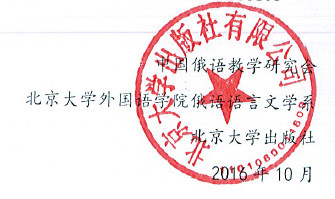 中国俄语教学研究会
北京大学外国语学院俄语语言文学系
北京大学出版社
2016年10月
北京大学出版社有限公司